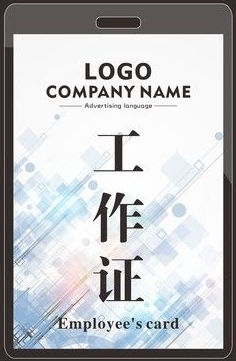 LOGO
COMPANY NAME
Advertising language
工
作
证
Employee's card